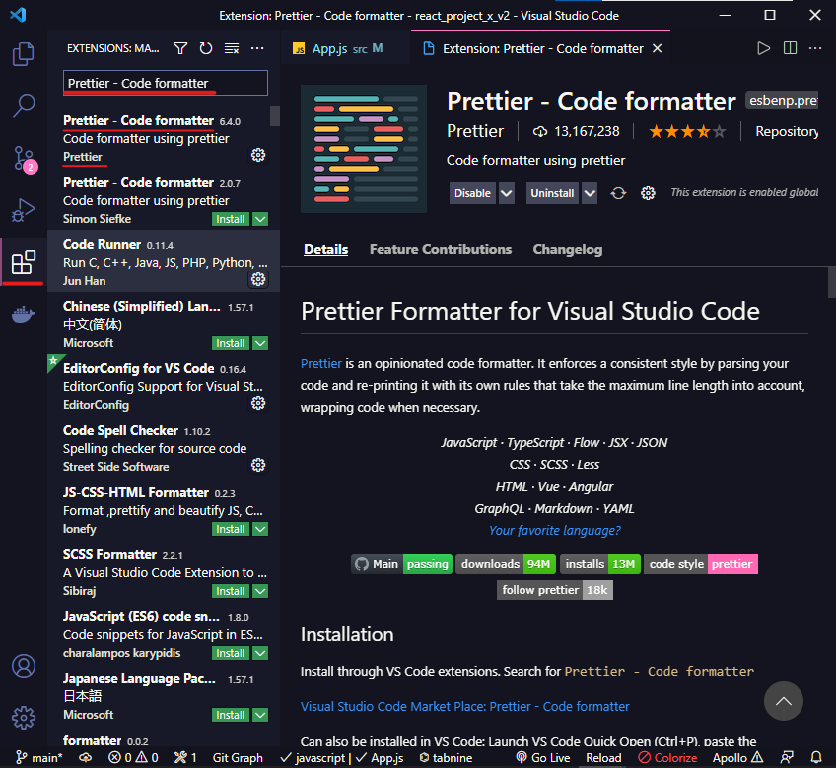 Extension: Prettier - Code formatter - react_project_x_v2 - Visual Studio Code
EXTENSIONS: MA...
App.js src M
Extension: Prettier - Code formatter
Prettier - Code formatter
Prettier - Code formatter 6.4.0
Code formatter using prettier
Prettier
Prettier - Code formatter 2.0.7
Code formatter using prettier
Simon Siefke Install
Code Runner 0.11.4
Run C, C++, Java, JS, PHP, Python, ...
Jun Han
Chinese (Simplified) Lan... 1.57.1
中文(简体)
Microsoft Install
EditorConfig for VS Code 0.16.4
EditorConfig Support for Visual St...
EditorConfig
Code Spell Checker 1.10.2
Spelling checker for source code
Street Side Software
JS-CSS-HTML Formatter 0.2.3
Format ,prettify and beautify JS, C...
lonefy Install
SCSS Formatter 2.2.1
A Visual Studio Code Extension to ...
Sibiraj Install
JavaScript (ES6) code sn... 1.8.0
Code snippets for JavaScript in ES...
charalampos karypidis Install
Japanese Language Pac... 1.57.1
日本語
Microsoft Install
formatter 0.0.2
2
Prettier - Code formatter esbenp.pre
Prettier 13,167,238 Repository
Code formatter using prettier
Disable Uninstall This extension is enabled global
Details Feature Contributions Changelog
Prettier Formatter for Visual Studio Code
Prettier is an opinionated code formatter. It enforces a consistent style by parsing your
code and re-printing it with its own rules that take the maximum line length into account,
wrapping code when necessary.
JavaScript · TypeScript · Flow · JSX · JSON
CSS · SCSS · Less
HTML · Vue · Angular
GraphQL · Markdown · YAML
Your favorite language?
Main passing downloads 94M installs 13M code style prettier
follow prettier 18k
Installation
Install through VS Code extensions. Search for Prettier - Code formatter
Visual Studio Code Market Place: Prettier - Code formatter
Can also be installed in VS Code: Launch VS Code Quick Open (Ctrl+P), paste the
main* 0 0 1 Git Graph javascript | App.js tabnine Go Live Reload Colorize Apollo